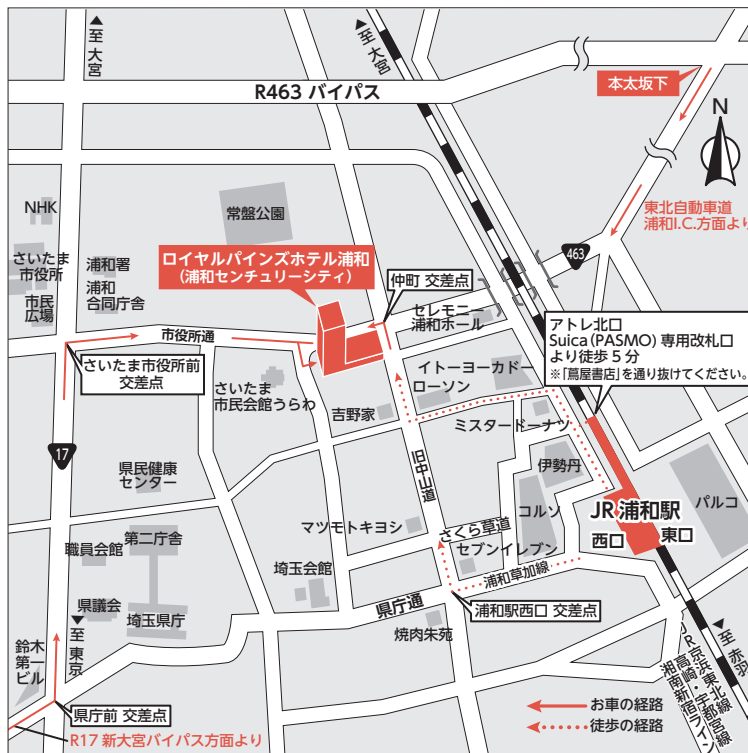 至大宮
至大宮
R463 バイパス
本太坂下
N
東北自動車道
浦和I.C.方面より
463
NHK
さいたま
市役所
市民
広場
浦和署
浦和
合同庁舎
常盤公園
ロイヤルパインズホテル浦和
(浦和センチュリーシティ)
仲町 交差点
セレモニー
浦和ホール
アトレ北口
Suica(PASMO)専用改札口
より徒歩 5 分
※「蔦屋書店」を通り抜けてください。
市役所通
さいたま市役所前
交差点
さいたま
市民会館うらわ
イトーヨーカドー
ローソン
吉野家
ミスタードーナツ
17
旧中山道
伊勢丹
県民健康
センター
コルソ
JR 浦和駅
西口
東口
パルコ
マツモトキヨシ
さくら草道
セブンイレブン
職員会館
第二庁舎
埼玉会館
浦和草加線
県庁通
浦和駅西口 交差点
県議会
埼玉県庁
焼肉朱苑
至東京
至赤羽
鈴木
第一
ビル
県庁前 交差点
R17 新大宮バイパス方面より
JR京浜東北線
高崎・宇都宮線
湘南新宿ライン
お車の経路
徒歩の経路